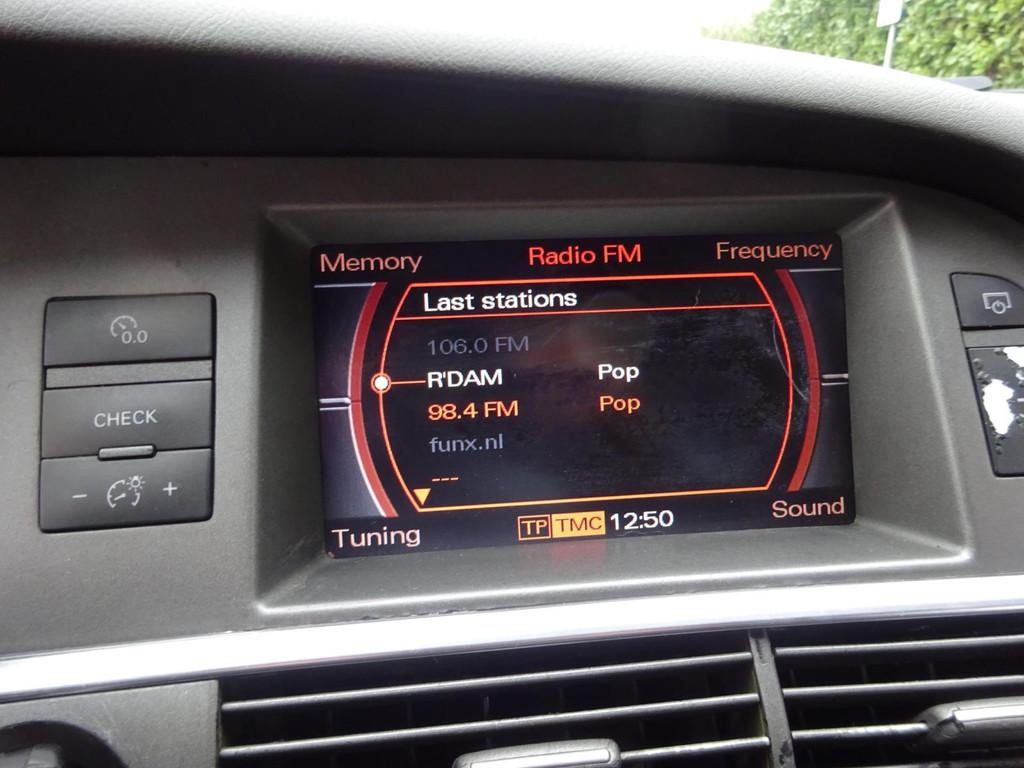 Memory Radio FM Frequency
Last stations
106.0 FM
R'DAM Pop
98.4 FM Pop
funx.nl
---
Tuning TP TMC 12:50 Sound
0.0
CHECK
- +